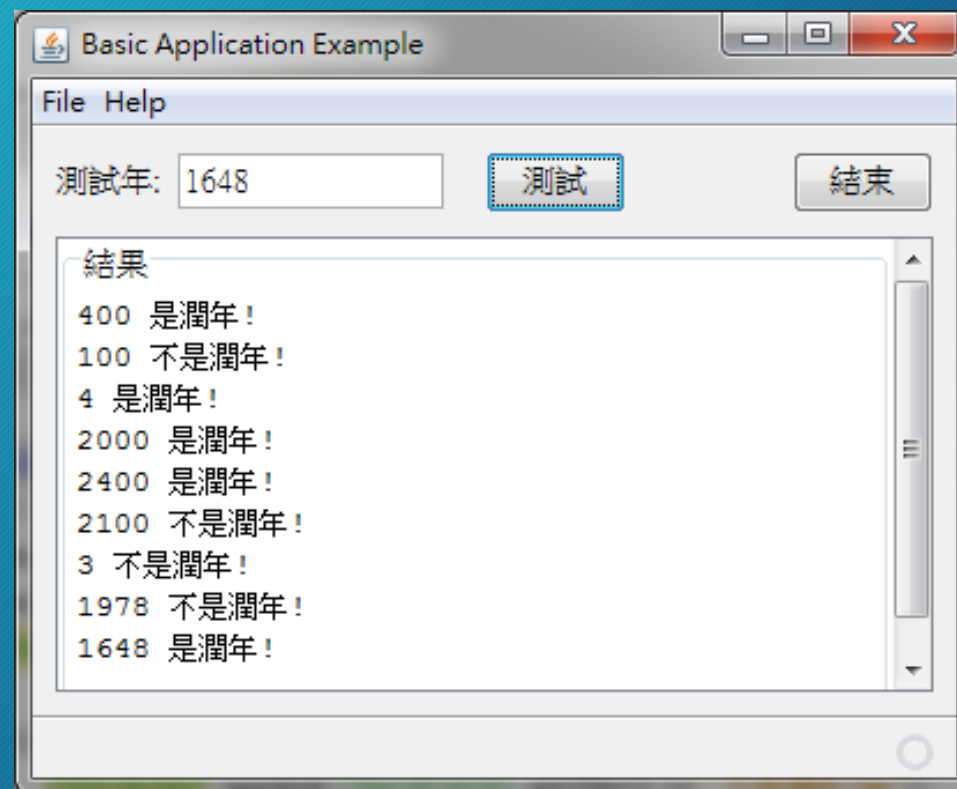 Basic Application Example
File Help
測試年: 1648 測試 結束
結果
400 是潤年!
100 不是潤年!
4 是潤年!
2000 是潤年!
2400 是潤年!
2100 不是潤年!
3 不是潤年!
1978 不是潤年!
1648 是潤年!